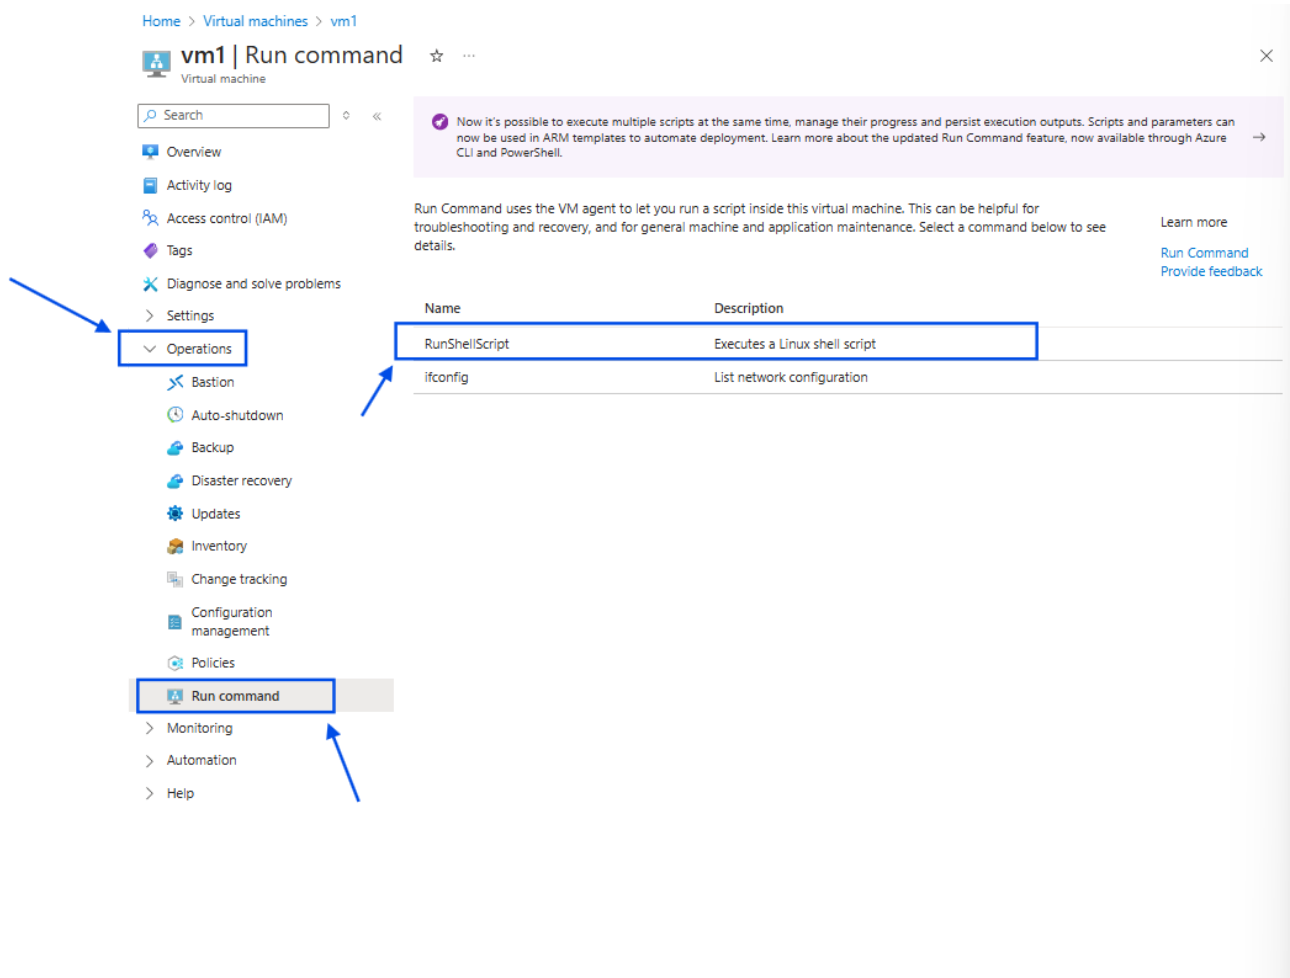 Home > Virtual machines > vm1
vm1 | Run command
Virtual machine
Search
Overview
Activity log
Access control (IAM)
Tags
Diagnose and solve problems
Settings
Operations
Bastion
Auto-shutdown
Backup
Disaster recovery
Updates
Inventory
Change tracking
Configuration
management
Policies
Run command
Monitoring
Automation
Help
Now it's possible to execute multiple scripts at the same time, manage their progress and persist execution outputs. Scripts and parameters can
now be used in ARM templates to automate deployment. Learn more about the updated Run Command feature, now available through Azure
CLI and PowerShell.
Run Command uses the VM agent to let you run a script inside this virtual machine. This can be helpful for
troubleshooting and recovery, and for general machine and application maintenance. Select a command below to see
details.
Learn more
Run Command
Provide feedback
Name Description
RunShellScript Executes a Linux shell script
ifconfig List network configuration